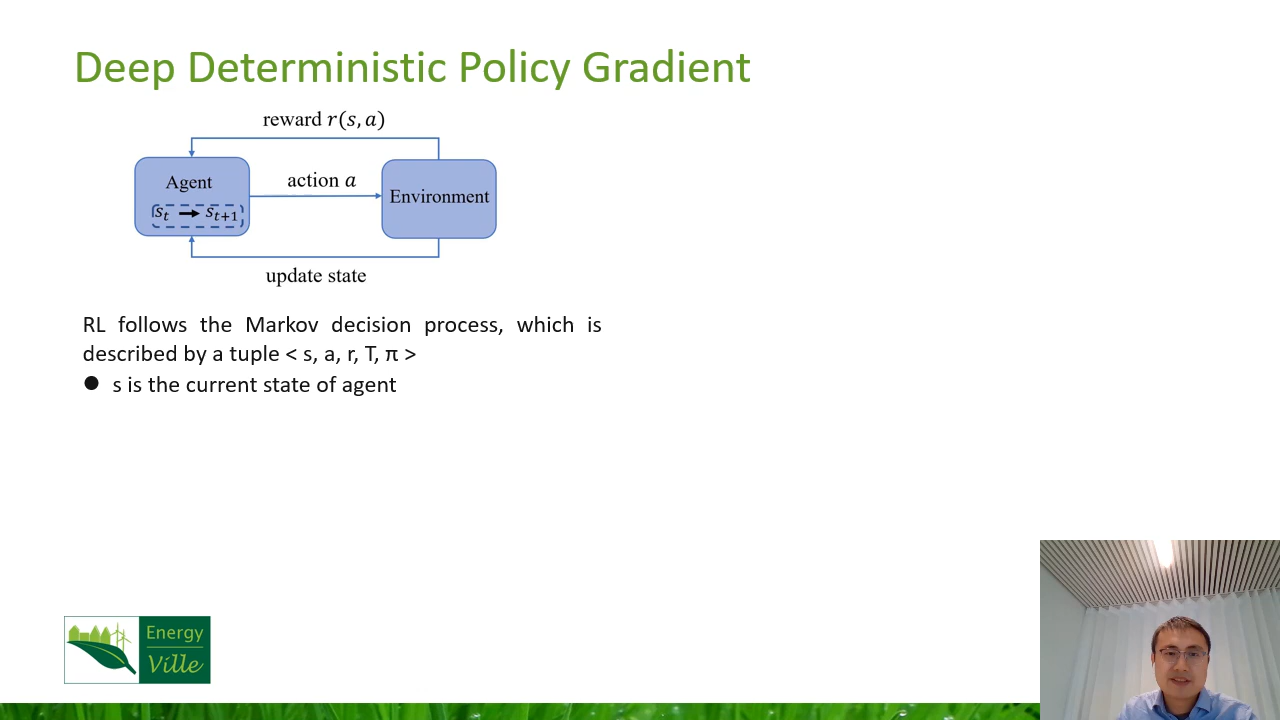 Deep Deterministic Policy Gradient
reward r(s, a)
Agent
action a
Environment
s_t → s_{t+1}
update state
RL follows the Markov decision process, which is
described by a tuple < s, a, r, T, π >
● s is the current state of agent
Energy
Ville